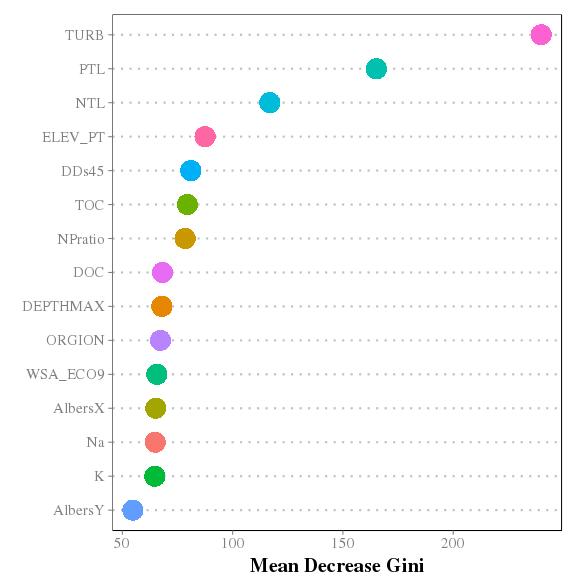 TURB
PTL
NTL
ELEV_PT
DDs45
TOC
NPratio
DOC
DEPTHMAX
ORGION
WSA_ECO9
AlbersX
Na
K
AlbersY
50 100 150 200
Mean Decrease Gini